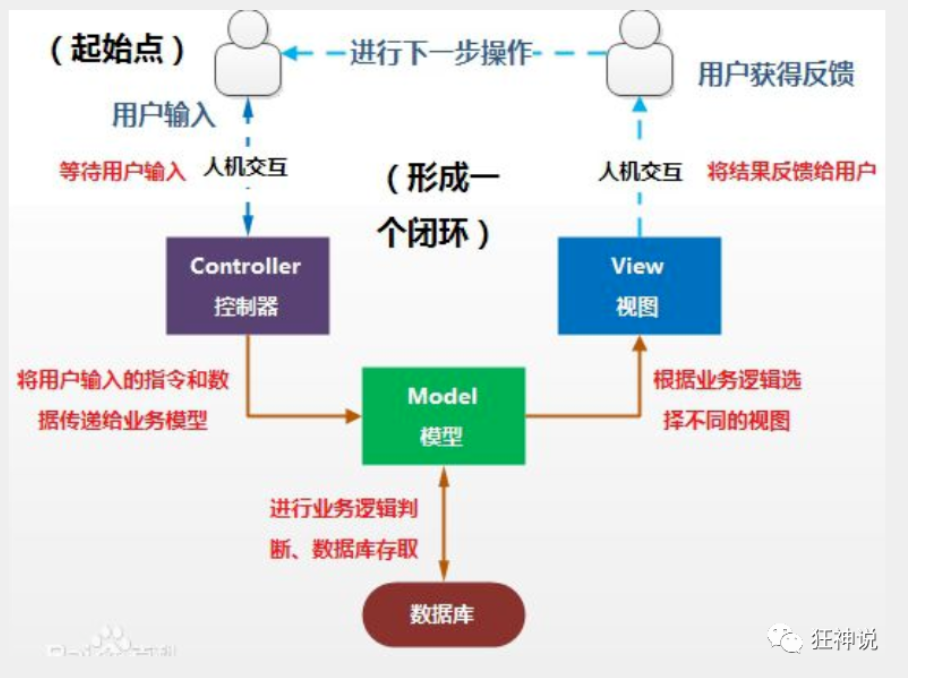 （起始点）
进行下一步操作
用户获得反馈
用户输入
等待用户输入
人机交互
（形成一
个闭环）
人机交互
将结果反馈给用户
Controller
控制器
View
视图
将用户输入的指令和数
据传递给业务模型
Model
模型
根据业务逻辑选
择不同的视图
进行业务逻辑判
断、数据库存取
数据库
狂神说